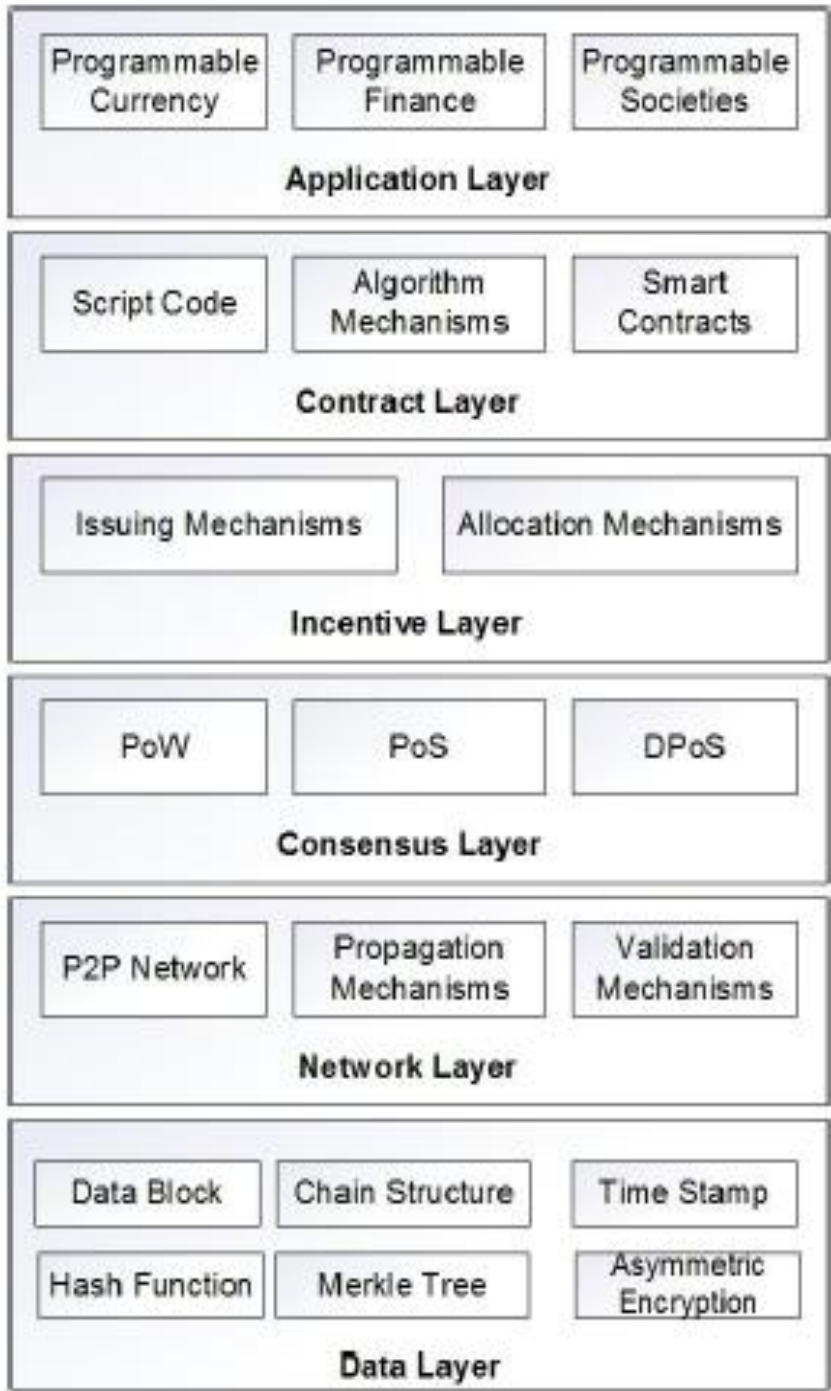 Programmable
Currency
Programmable
Finance
Programmable
Societies
Application Layer
Script Code
Algorithm
Mechanisms
Smart
Contracts
Contract Layer
Issuing Mechanisms
Allocation Mechanisms
Incentive Layer
PoW
PoS
DPoS
Consensus Layer
P2P Network
Propagation
Mechanisms
Validation
Mechanisms
Network Layer
Data Block
Chain Structure
Time Stamp
Hash Function
Merkle Tree
Asymmetric
Encryption
Data Layer